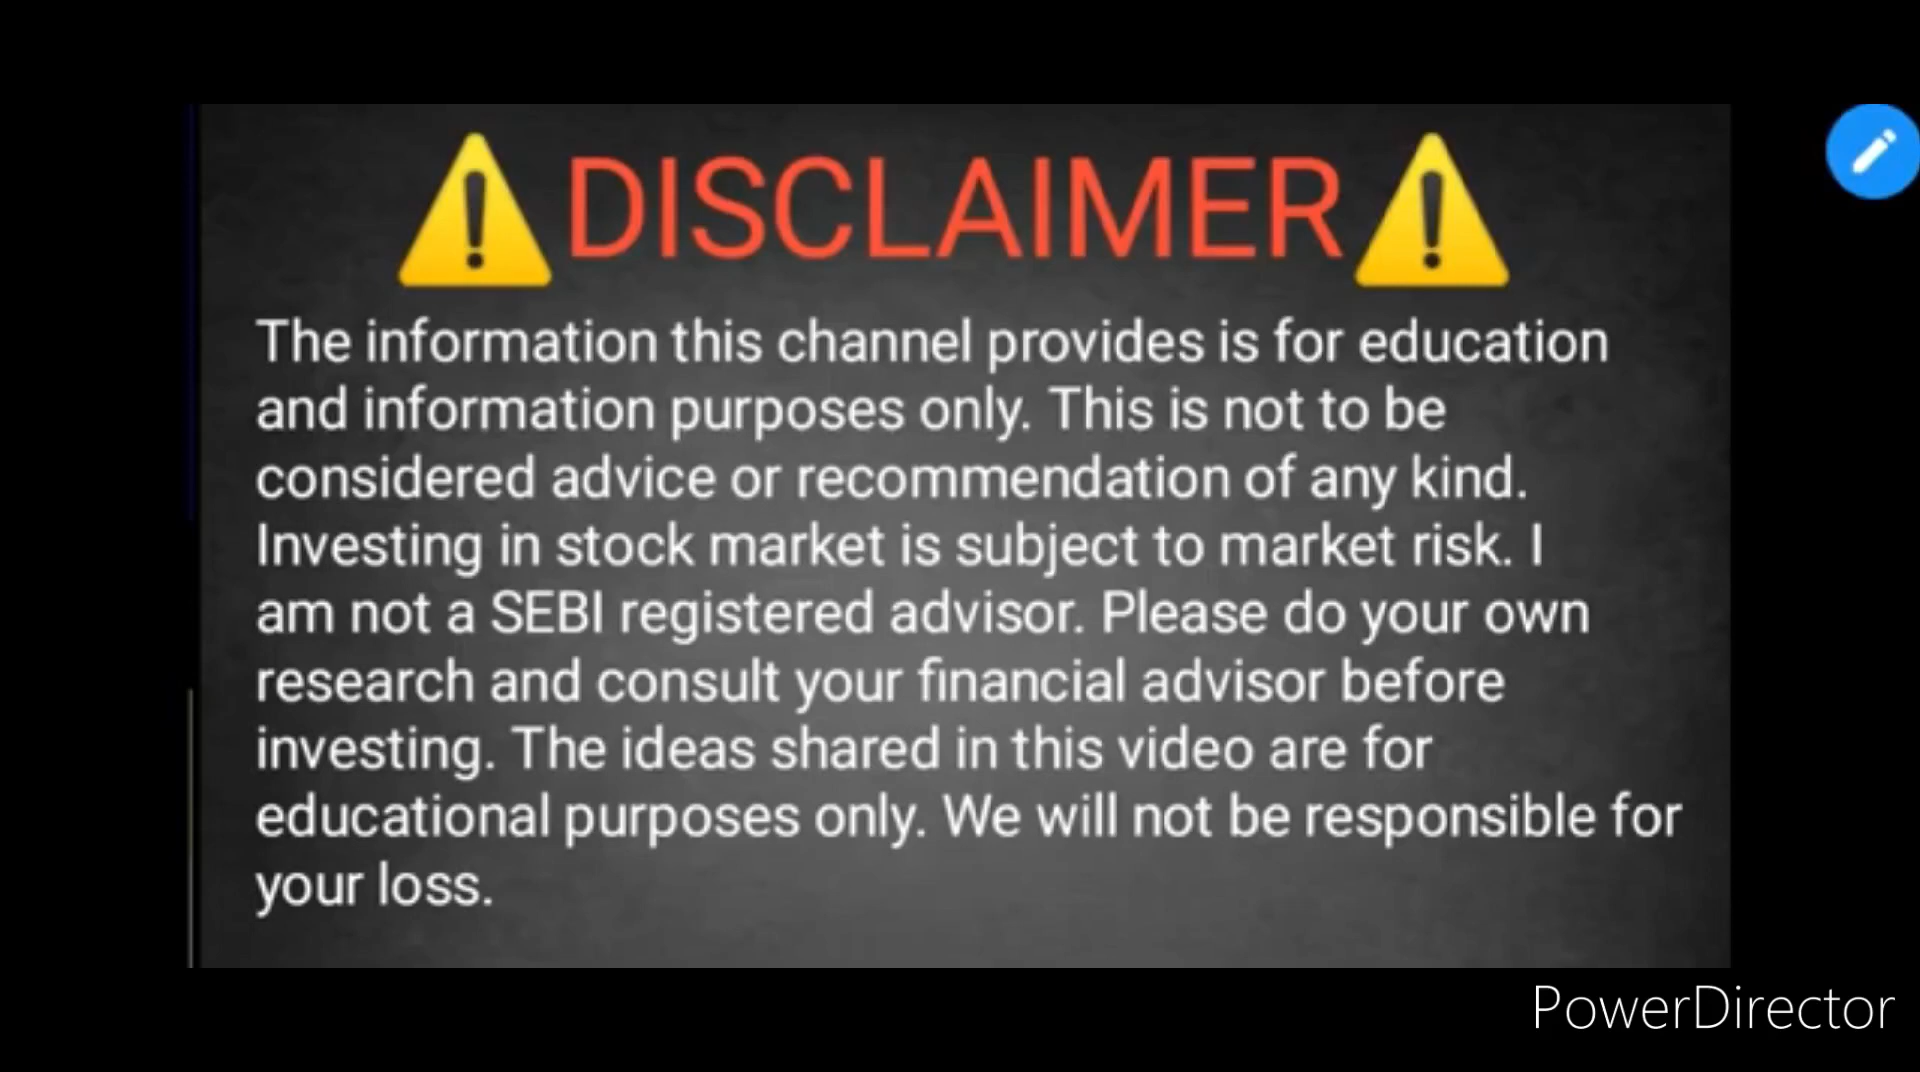 ⚠️DISCLAIMER⚠️
The information this channel provides is for education
and information purposes only. This is not to be
considered advice or recommendation of any kind.
Investing in stock market is subject to market risk. I
am not a SEBI registered advisor. Please do your own
research and consult your financial advisor before
investing. The ideas shared in this video are for
educational purposes only. We will not be responsible for
your loss.
PowerDirector